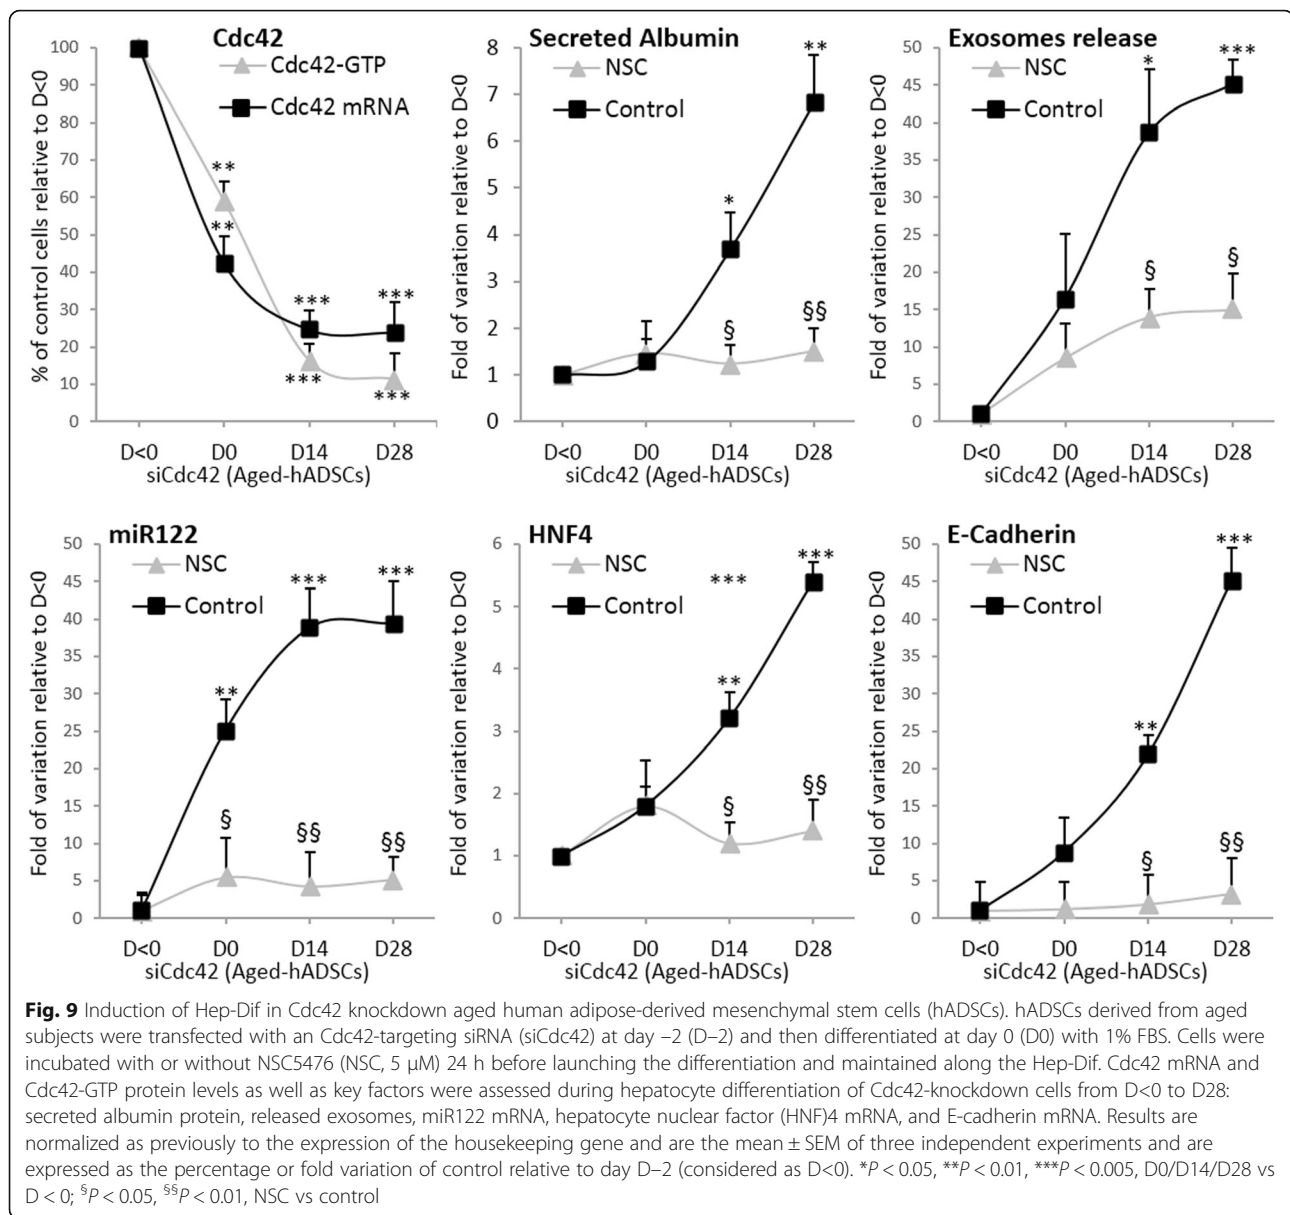 Cdc42
Cdc42-GTP
Cdc42 mRNA
% of control cells relative to D<0
100
90
80
70
60
50
40
30
20
10
0
**
**
***
***
***
***
D<0 D0 D14 D28
siCdc42 (Aged-hADSCs)
Secreted Albumin
NSC
Control
Fold of variation relative to D<0
8
7
6
5
4
3
2
1
0
**
*
§
§§
D<0 D0 D14 D28
siCdc42 (Aged-hADSCs)
Exosomes release
NSC
Control
Fold of variation relative to D<0
50
45
40
35
30
25
20
15
10
5
0
*
***
§
§
D<0 D0 D14 D28
siCdc42 (Aged-hADSCs)
miR122
NSC
Control
Fold of variation relative to D<0
50
45
40
35
30
25
20
15
10
5
0
**
***
***
§
§§
§§
D<0 D0 D14 D28
siCdc42 (Aged-hADSCs)
HNF4
NSC
Control
Fold of variation relative to D<0
6
5
4
3
2
1
0
***
***
**
§
§§
D<0 D0 D14 D28
siCdc42 (Aged-hADSCs)
E-Cadherin
NSC
Control
Fold of variation relative to D<0
50
45
40
35
30
25
20
15
10
5
0
***
**
§
§§
D<0 D0 D14 D28
siCdc42 (Aged-hADSCs)
Fig. 9 Induction of Hep-Dif in Cdc42 knockdown aged human adipose-derived mesenchymal stem cells (hADSCs). hADSCs derived from aged
subjects were transfected with an Cdc42-targeting siRNA (siCdc42) at day –2 (D–2) and then differentiated at day 0 (D0) with 1% FBS. Cells were
incubated with or without NSC5476 (NSC, 5 μM) 24 h before launching the differentiation and maintained along the Hep-Dif. Cdc42 mRNA and
Cdc42-GTP protein levels as well as key factors were assessed during hepatocyte differentiation of Cdc42-knockdown cells from D<0 to D28:
secreted albumin protein, released exosomes, miR122 mRNA, hepatocyte nuclear factor (HNF)4 mRNA, and E-cadherin mRNA. Results are
normalized as previously to the expression of the housekeeping gene and are the mean ± SEM of three independent experiments and are
expressed as the percentage or fold variation of control relative to day D–2 (considered as D<0). *P < 0.05, **P < 0.01, ***P < 0.005, D0/D14/D28 vs
D < 0; §P < 0.05, §§P < 0.01, NSC vs control